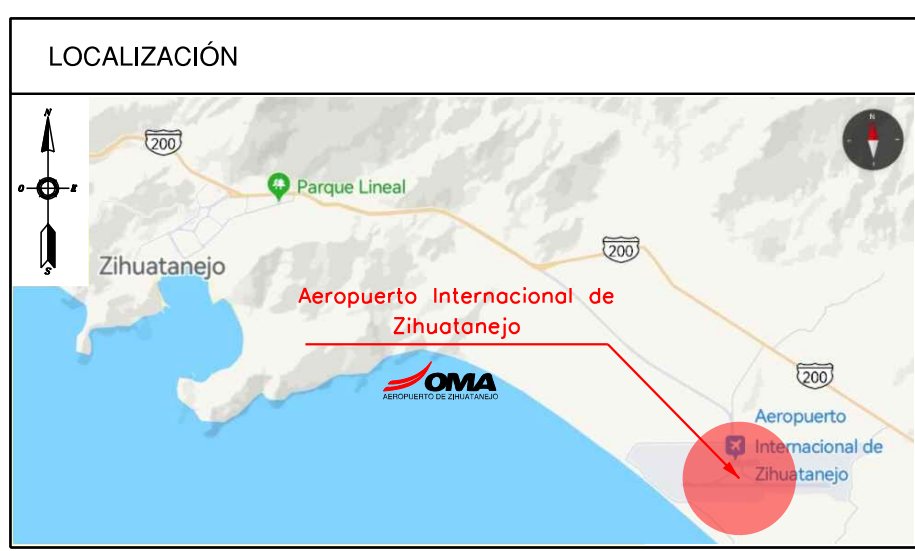 LOCALIZACIÓN
N
O
E
S
N
200
Parque Lineal
Zihuatanejo
200
Aeropuerto Internacional de
Zihuatanejo
OMA
AEROPUERTO DE ZIHUATANEJO
200
Aeropuerto
Internacional de
Zihuatanejo